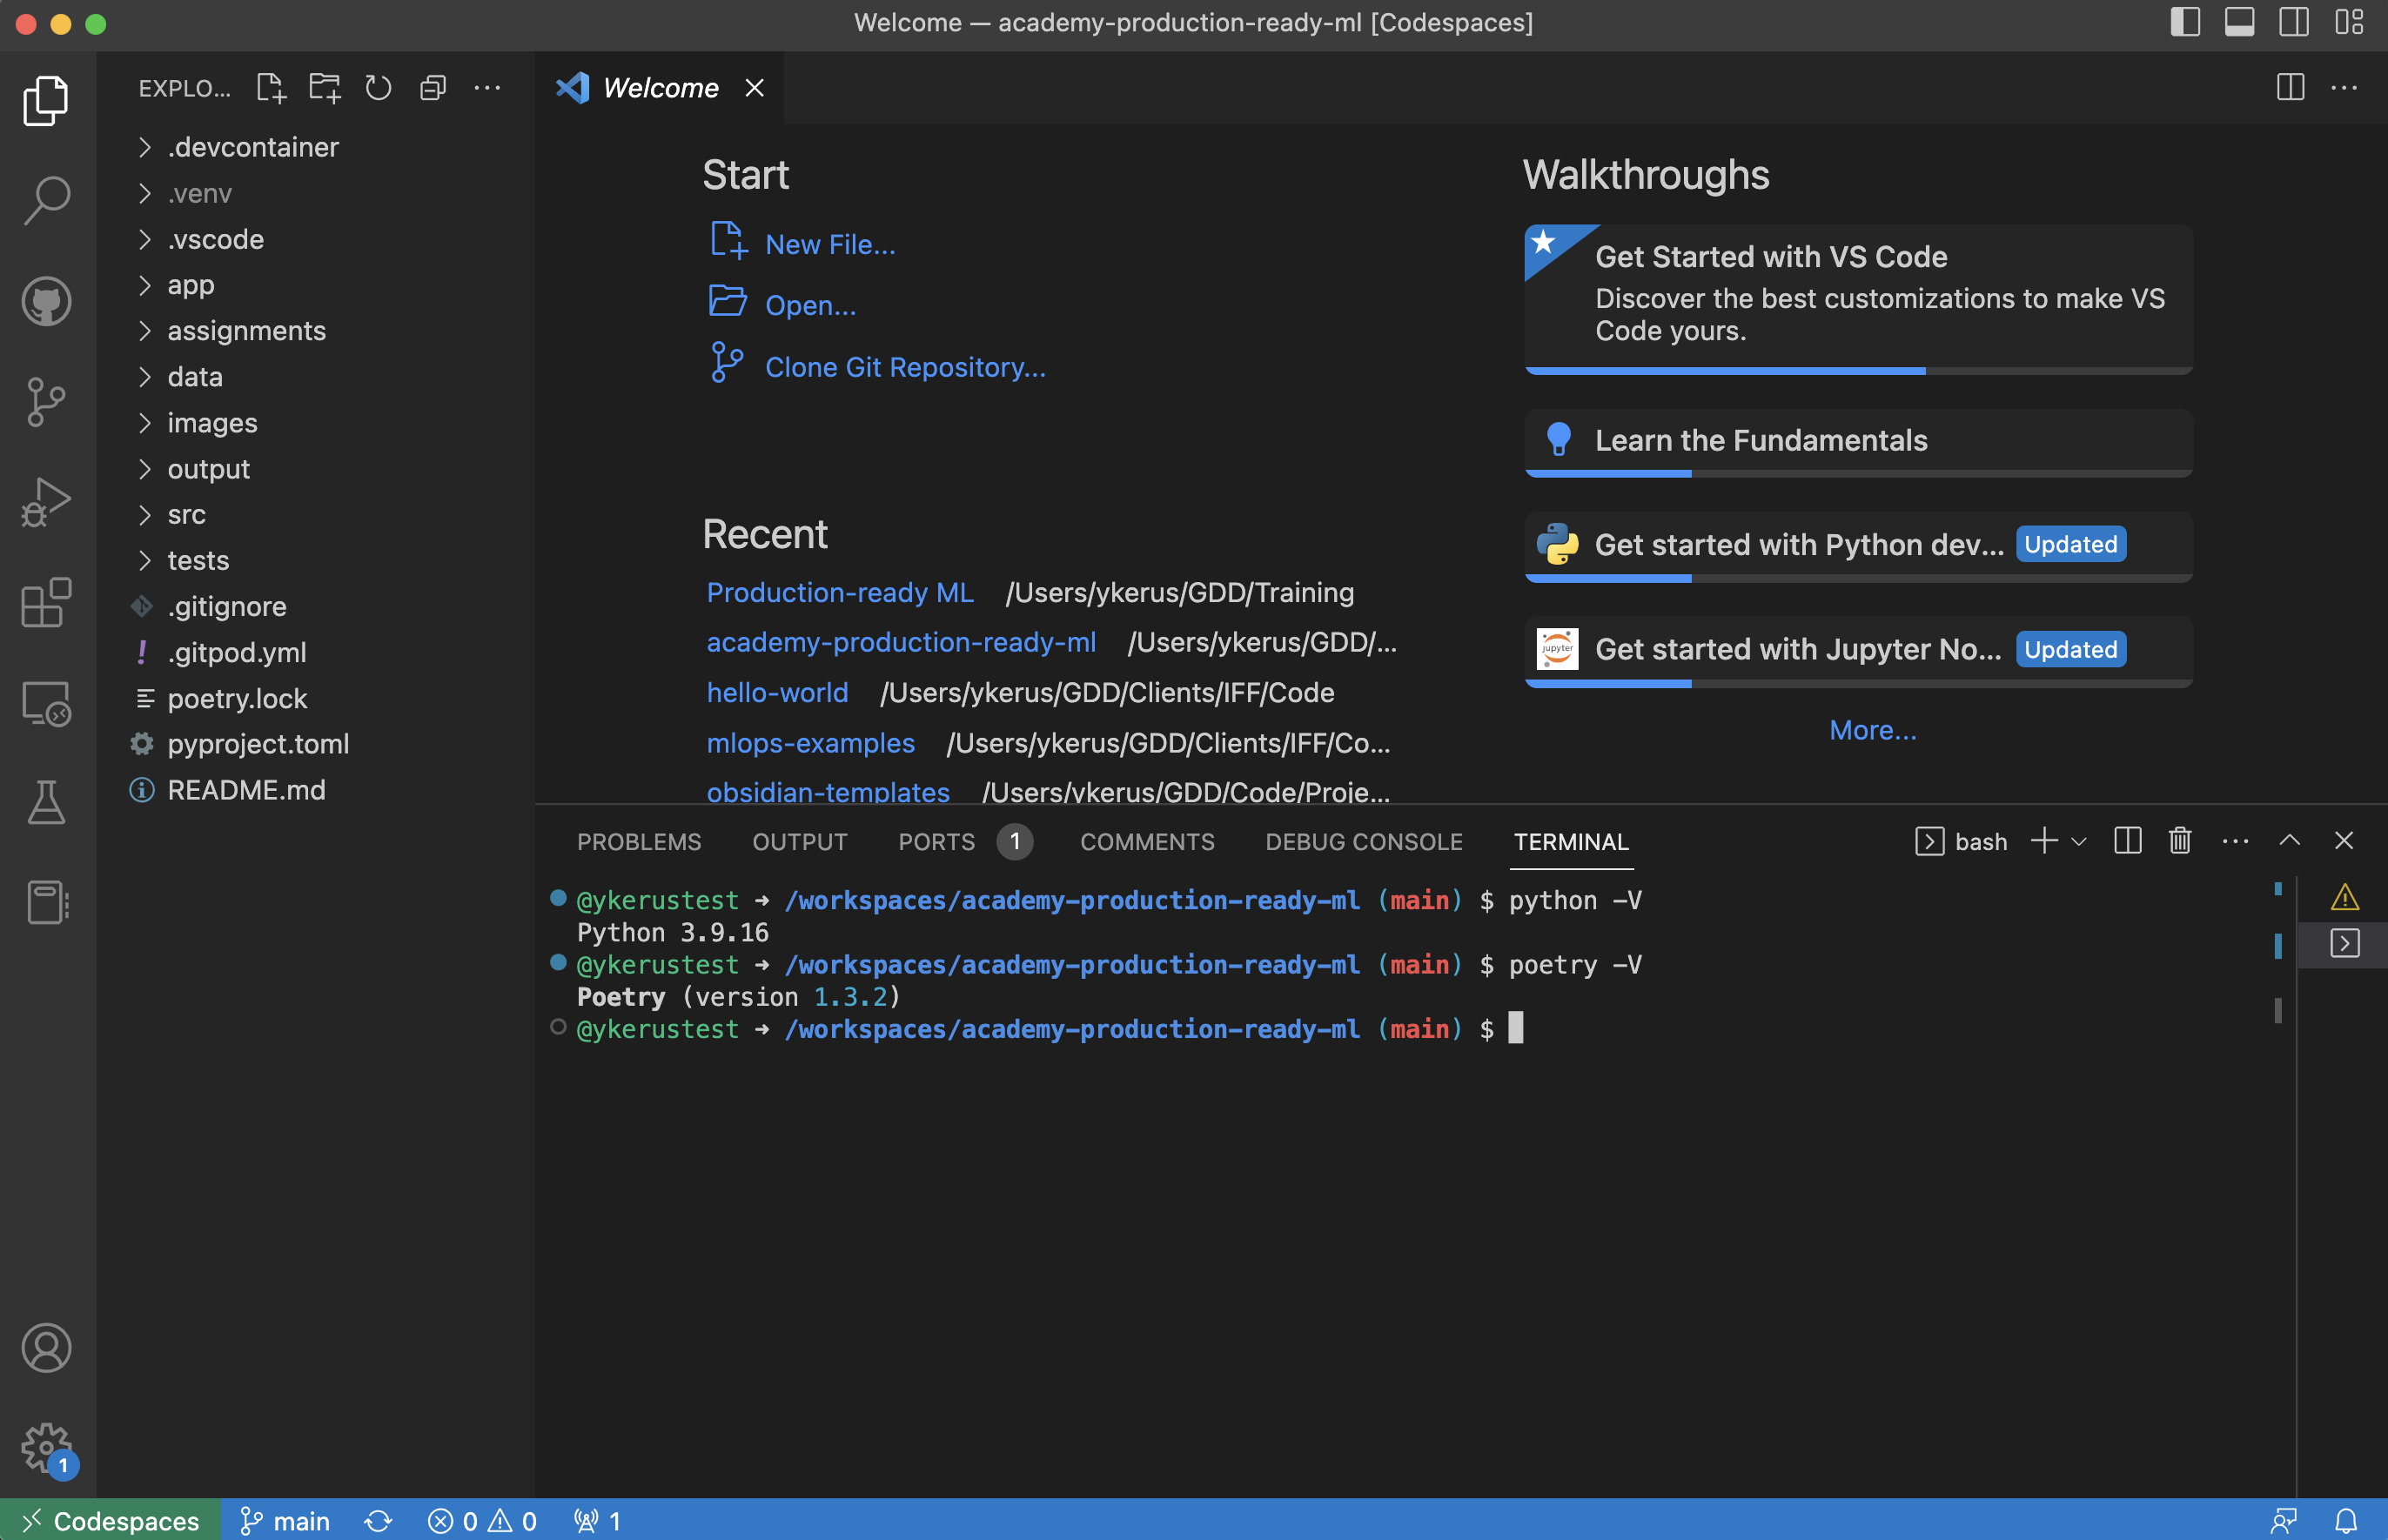 Welcome — academy-production-ready-ml [Codespaces]
EXPLO...
.devcontainer
.venv
.vscode
app
assignments
data
images
output
src
tests
.gitignore
.gitpod.yml
poetry.lock
pyproject.toml
README.md
Welcome
Start
New File...
Open...
Clone Git Repository...
Recent
Production-ready ML /Users/ykerus/GDD/Training
academy-production-ready-ml /Users/ykerus/GDD/...
hello-world /Users/ykerus/GDD/Clients/IFF/Code
mlops-examples /Users/ykerus/GDD/Clients/IFF/Co...
obsidian-templates /Users/ykerus/GDD/Code/Proje...
Walkthroughs
Get Started with VS Code
Discover the best customizations to make VS
Code yours.
Learn the Fundamentals
Get started with Python dev... Updated
jupyter
Get started with Jupyter No... Updated
More...
PROBLEMS OUTPUT PORTS 1 COMMENTS DEBUG CONSOLE TERMINAL bash
@ykerustest ➜ /workspaces/academy-production-ready-ml (main) $ python -V
Python 3.9.16
@ykerustest ➜ /workspaces/academy-production-ready-ml (main) $ poetry -V
Poetry (version 1.3.2)
@ykerustest ➜ /workspaces/academy-production-ready-ml (main) $
1
Codespaces main 0 0 1